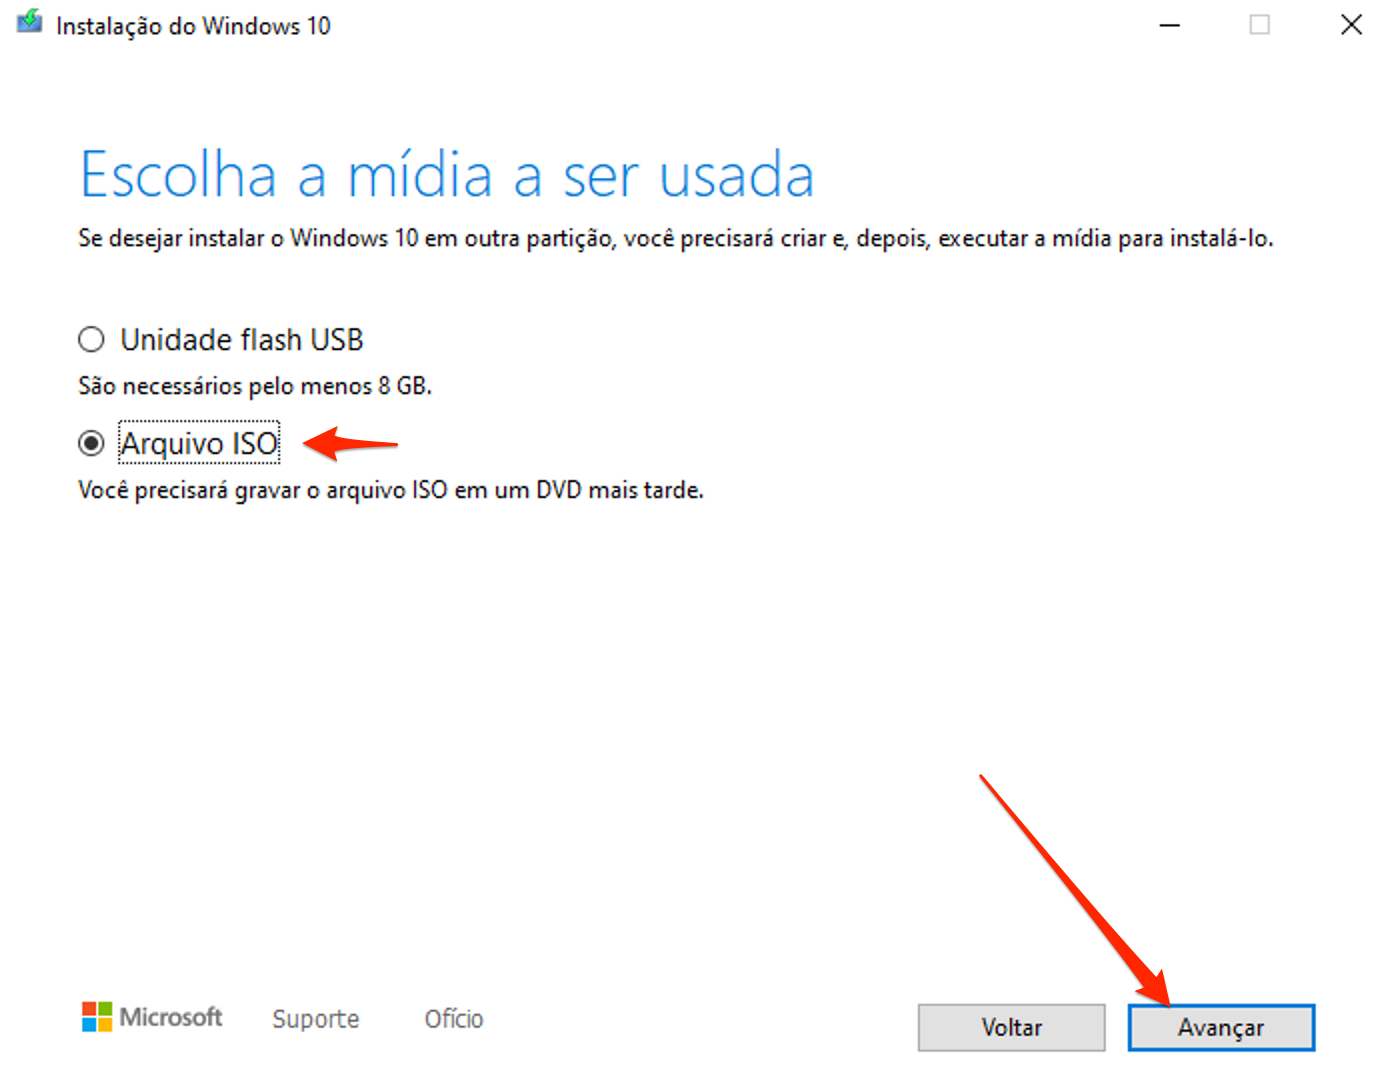 Instalação do Windows 10
Escolha a mídia a ser usada
Se desejar instalar o Windows 10 em outra partição, você precisará criar e, depois, executar a mídia para instalá-lo.
Unidade flash USB
São necessários pelo menos 8 GB.
Arquivo ISO
Você precisará gravar o arquivo ISO em um DVD mais tarde.
Microsoft Suporte Ofício Voltar Avançar